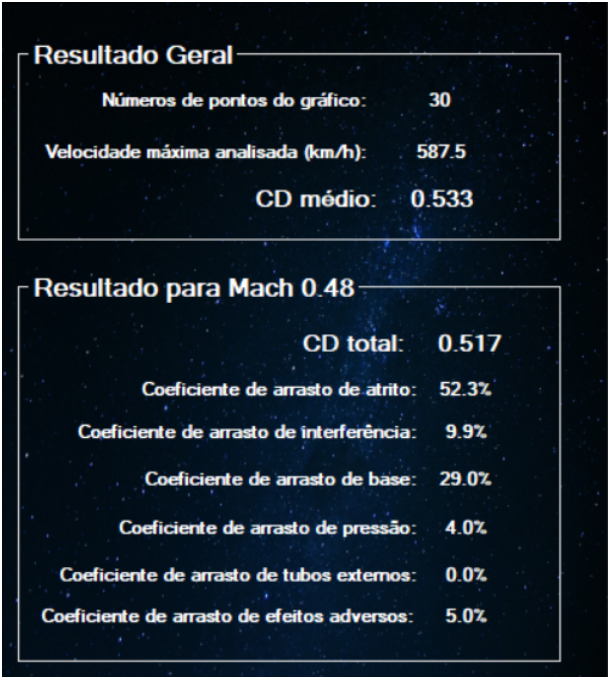 Resultado Geral
Números de pontos do gráfico: 30
Velocidade máxima analisada (km/h): 587.5
CD médio: 0.533
Resultado para Mach 0.48
CD total: 0.517
Coeficiente de arrasto de atrito: 52.3%
Coeficiente de arrasto de interferência: 9.9%
Coeficiente de arrasto de base: 29.0%
Coeficiente de arrasto de pressão: 4.0%
Coeficiente de arrasto de tubos externos: 0.0%
Coeficiente de arrasto de efeitos adversos: 5.0%